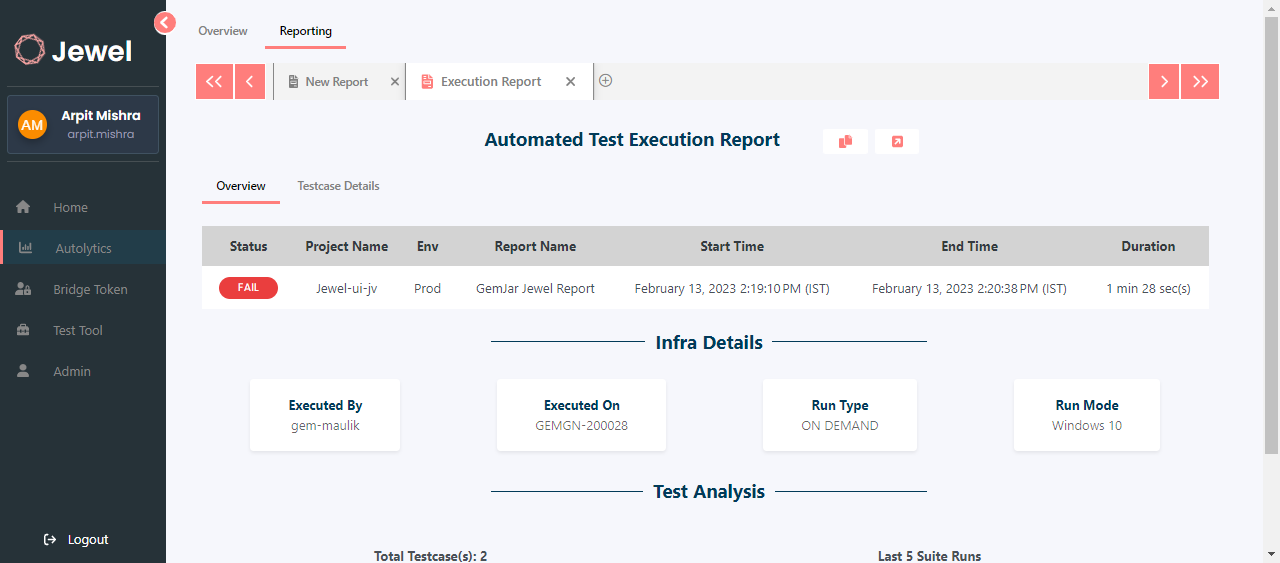 Jewel
AM
Arpit Mishra
arpit.mishra
Home
Autolytics
Bridge Token
Test Tool
Admin
Logout
Overview Reporting
New Report Execution Report
Automated Test Execution Report
Overview Testcase Details
Status Project Name Env Report Name Start Time End Time Duration
FAIL Jewel-ui-jv Prod GemJar Jewel Report February 13, 2023 2:19:10 PM (IST) February 13, 2023 2:20:38 PM (IST) 1 min 28 sec(s)
Infra Details
Executed By Executed On Run Type Run Mode
gem-maulik GEMGN-200028 ON DEMAND Windows 10
Test Analysis
Total Testcase(s): 2 Last 5 Suite Runs